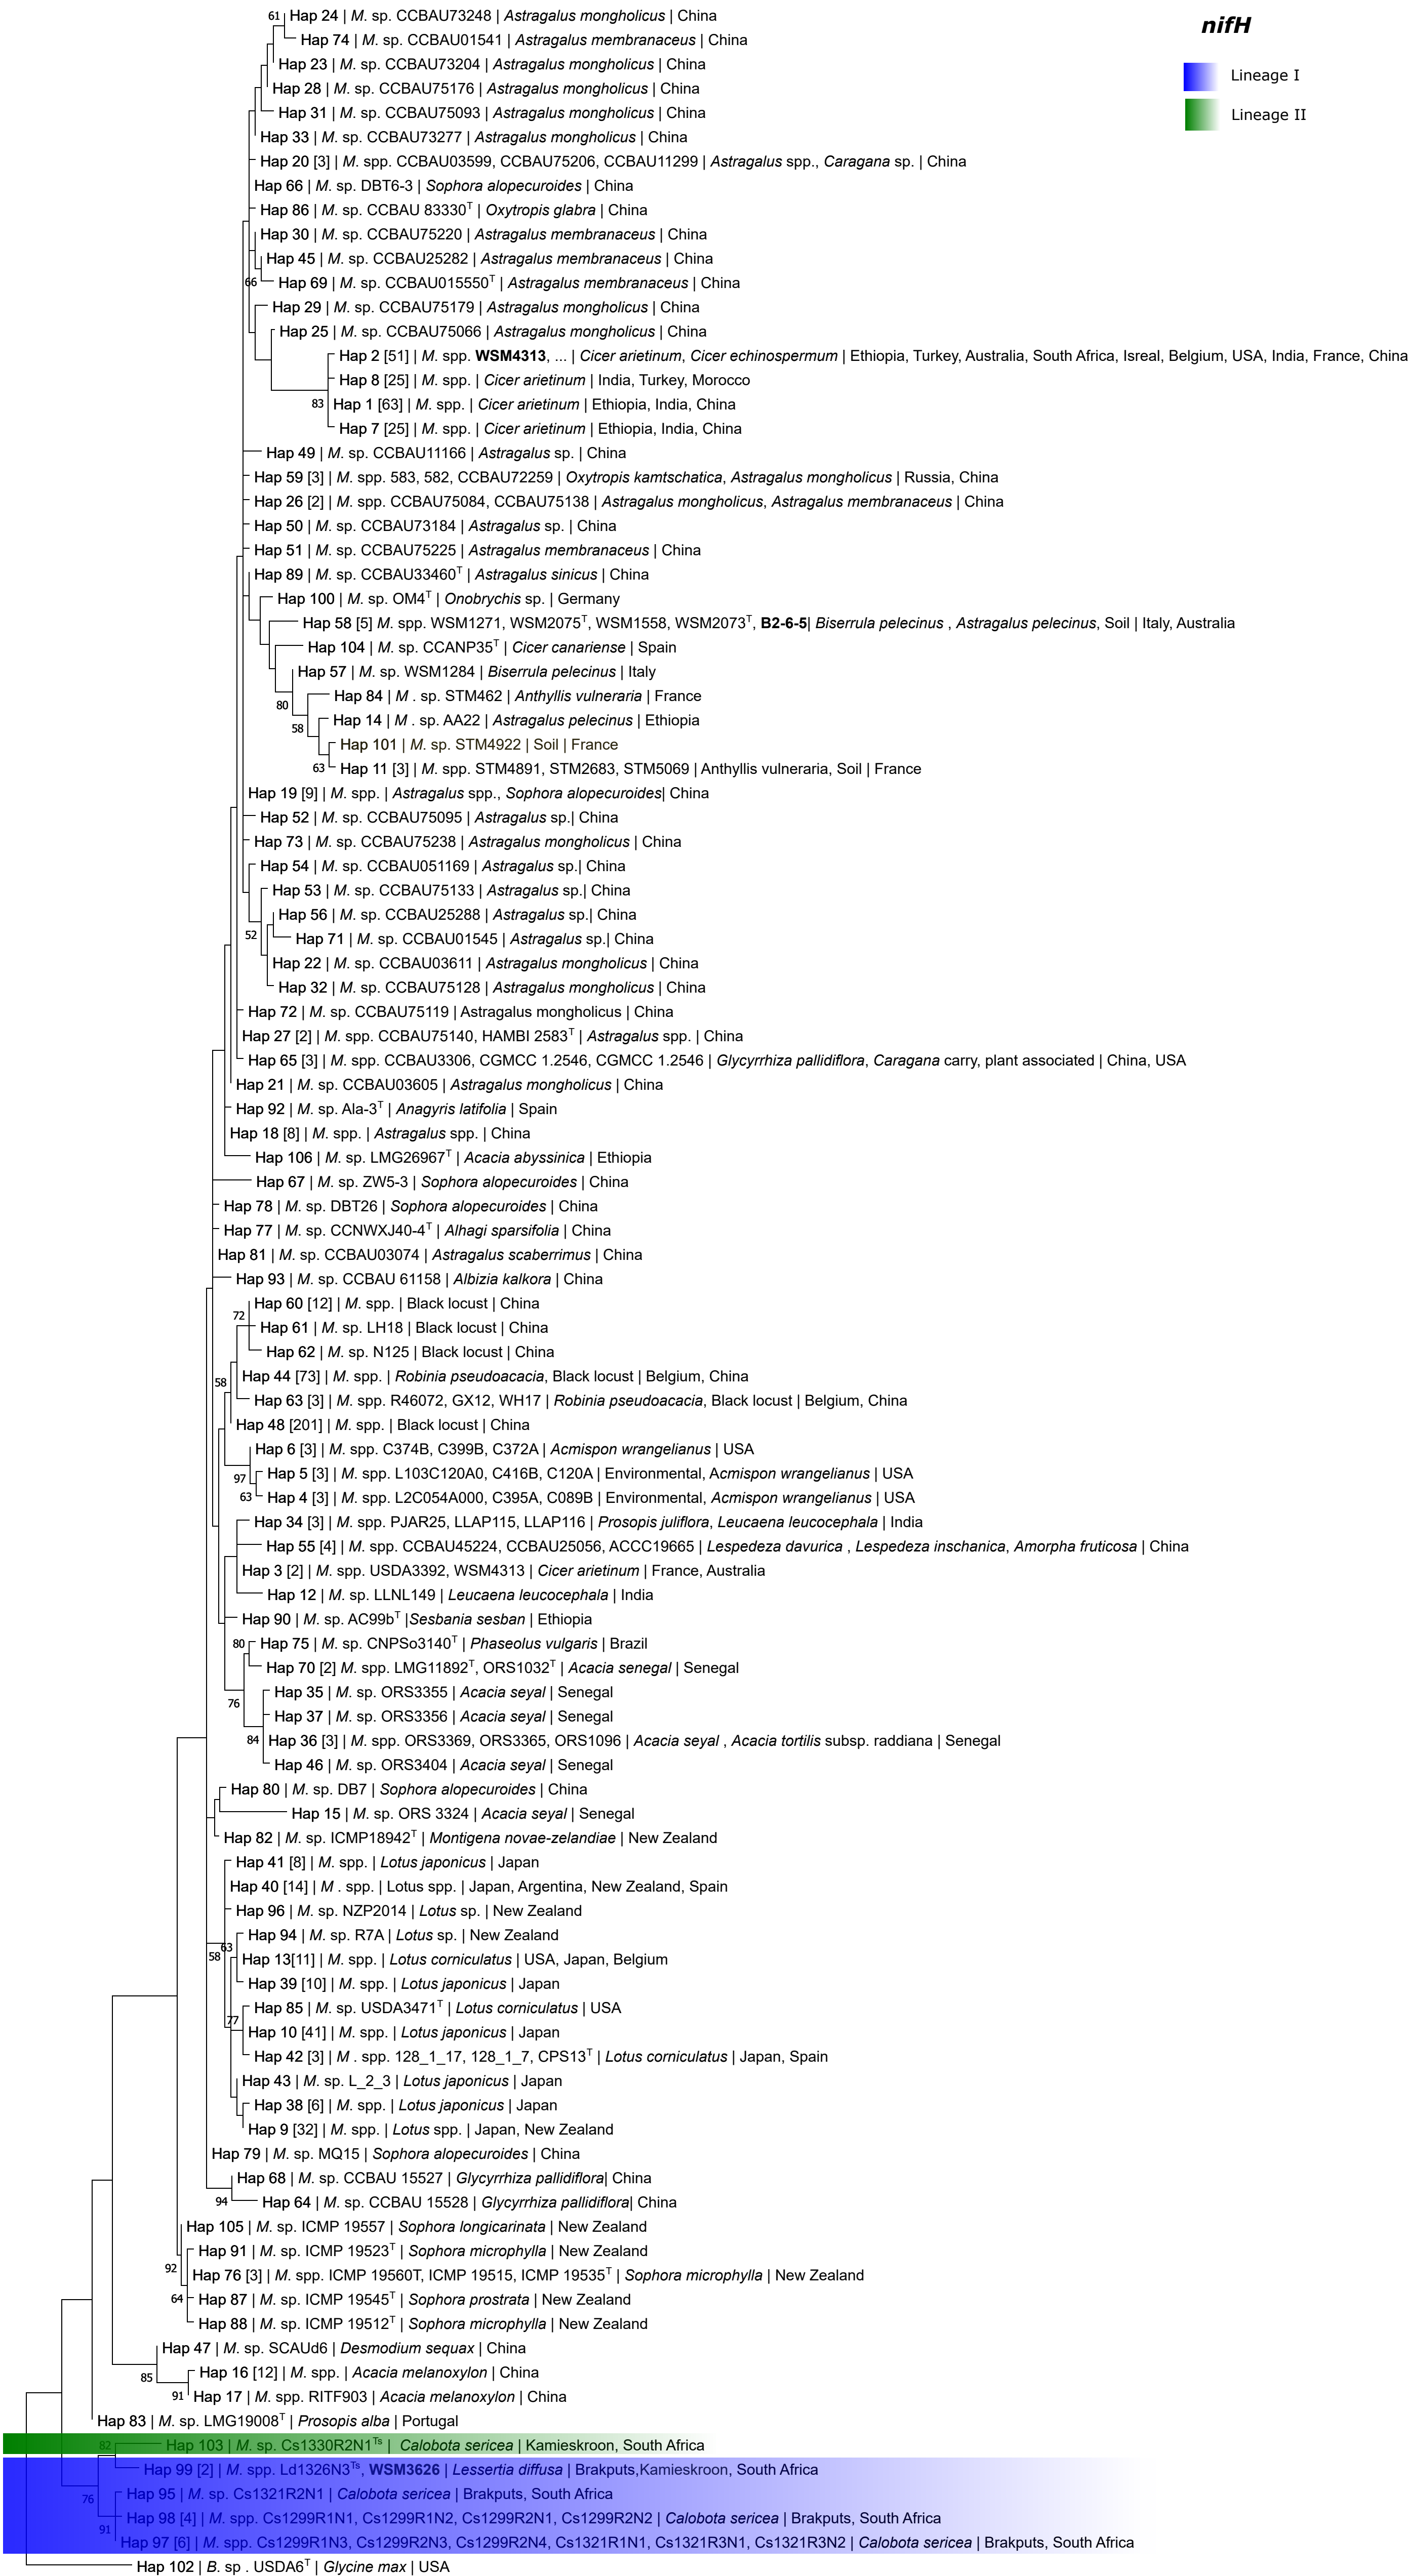 nifH
Lineage I
Lineage II
Hap 24 | M. sp. CCBAU73248 | Astragalus mongholicus | China
61
Hap 74 | M. sp. CCBAU01541 | Astragalus membranaceus | China
Hap 23 | M. sp. CCBAU73204 | Astragalus mongholicus | China
Hap 28 | M. sp. CCBAU75176 | Astragalus mongholicus | China
Hap 31 | M. sp. CCBAU75093 | Astragalus mongholicus | China
Hap 33 | M. sp. CCBAU73277 | Astragalus mongholicus | China
Hap 20 [3] | M. spp. CCBAU03599, CCBAU75206, CCBAU11299 | Astragalus spp., Caragana sp. | China
Hap 66 | M. sp. DBT6-3 | Sophora alopecuroides | China
Hap 86 | M. sp. CCBAU 83330T | Oxytropis glabra | China
Hap 30 | M. sp. CCBAU75220 | Astragalus membranaceus | China
Hap 45 | M. sp. CCBAU25282 | Astragalus membranaceus | China
66
Hap 69 | M. sp. CCBAU015550T | Astragalus membranaceus | China
Hap 29 | M. sp. CCBAU75179 | Astragalus mongholicus | China
Hap 25 | M. sp. CCBAU75066 | Astragalus mongholicus | China
Hap 2 [51] | M. spp. WSM4313, ... | Cicer arietinum, Cicer echinospermum | Ethiopia, Turkey, Australia, South Africa, Isreal, Belgium, USA, India, France, China
Hap 8 [25] | M. spp. | Cicer arietinum | India, Turkey, Morocco
83
Hap 1 [63] | M. spp. | Cicer arietinum | Ethiopia, India, China
Hap 7 [25] | M. spp. | Cicer arietinum | Ethiopia, India, China
Hap 49 | M. sp. CCBAU11166 | Astragalus sp. | China
Hap 59 [3] | M. spp. 583, 582, CCBAU72259 | Oxytropis kamtschatica, Astragalus mongholicus | Russia, China
Hap 26 [2] | M. spp. CCBAU75084, CCBAU75138 | Astragalus mongholicus, Astragalus membranaceus | China
Hap 50 | M. sp. CCBAU73184 | Astragalus sp. | China
Hap 51 | M. sp. CCBAU75225 | Astragalus membranaceus | China
Hap 89 | M. sp. CCBAU33460T | Astragalus sinicus | China
Hap 100 | M. sp. OM4T | Onobrychis sp. | Germany
Hap 58 [5] M. spp. WSM1271, WSM2075T, WSM1558, WSM2073T, B2-6-5| Biserrula pelecinus , Astragalus pelecinus, Soil | Italy, Australia
Hap 104 | M. sp. CCANP35T | Cicer canariense | Spain
Hap 57 | M. sp. WSM1284 | Biserrula pelecinus | Italy
80
Hap 84 | M . sp. STM462 | Anthyllis vulneraria | France
58
Hap 14 | M . sp. AA22 | Astragalus pelecinus | Ethiopia
Hap 101 | M. sp. STM4922 | Soil | France
63
Hap 11 [3] | M. spp. STM4891, STM2683, STM5069 | Anthyllis vulneraria, Soil | France
Hap 19 [9] | M. spp. | Astragalus spp., Sophora alopecuroides| China
Hap 52 | M. sp. CCBAU75095 | Astragalus sp.| China
Hap 73 | M. sp. CCBAU75238 | Astragalus mongholicus | China
Hap 54 | M. sp. CCBAU051169 | Astragalus sp.| China
Hap 53 | M. sp. CCBAU75133 | Astragalus sp.| China
Hap 56 | M. sp. CCBAU25288 | Astragalus sp.| China
52
Hap 71 | M. sp. CCBAU01545 | Astragalus sp.| China
Hap 22 | M. sp. CCBAU03611 | Astragalus mongholicus | China
Hap 32 | M. sp. CCBAU75128 | Astragalus mongholicus | China
Hap 72 | M. sp. CCBAU75119 | Astragalus mongholicus | China
Hap 27 [2] | M. spp. CCBAU75140, HAMBI 2583T | Astragalus spp. | China
Hap 65 [3] | M. spp. CCBAU3306, CGMCC 1.2546, CGMCC 1.2546 | Glycyrrhiza pallidiflora, Caragana carry, plant associated | China, USA
Hap 21 | M. sp. CCBAU03605 | Astragalus mongholicus | China
Hap 92 | M. sp. Ala-3T | Anagyris latifolia | Spain
Hap 18 [8] | M. spp. | Astragalus spp. | China
Hap 106 | M. sp. LMG26967T | Acacia abyssinica | Ethiopia
Hap 67 | M. sp. ZW5-3 | Sophora alopecuroides | China
Hap 78 | M. sp. DBT26 | Sophora alopecuroides | China
Hap 77 | M. sp. CCNWXJ40-4T | Alhagi sparsifolia | China
Hap 81 | M. sp. CCBAU03074 | Astragalus scaberrimus | China
Hap 93 | M. sp. CCBAU 61158 | Albizia kalkora | China
Hap 60 [12] | M. spp. | Black locust | China
72
Hap 61 | M. sp. LH18 | Black locust | China
Hap 62 | M. sp. N125 | Black locust | China
Hap 44 [73] | M. spp. | Robinia pseudoacacia, Black locust | Belgium, China
58
Hap 63 [3] | M. spp. R46072, GX12, WH17 | Robinia pseudoacacia, Black locust | Belgium, China
Hap 48 [201] | M. spp. | Black locust | China
Hap 6 [3] | M. spp. C374B, C399B, C372A | Acmispon wrangelianus | USA
97
Hap 5 [3] | M. spp. L103C120A0, C416B, C120A | Environmental, Acmispon wrangelianus | USA
63
Hap 4 [3] | M. spp. L2C054A000, C395A, C089B | Environmental, Acmispon wrangelianus | USA
Hap 34 [3] | M. spp. PJAR25, LLAP115, LLAP116 | Prosopis juliflora, Leucaena leucocephala | India
Hap 55 [4] | M. spp. CCBAU45224, CCBAU25056, ACCC19665 | Lespedeza davurica , Lespedeza inschanica, Amorpha fruticosa | China
Hap 3 [2] | M. spp. USDA3392, WSM4313 | Cicer arietinum | France, Australia
Hap 12 | M. sp. LLNL149 | Leucaena leucocephala | India
Hap 90 | M. sp. AC99bT |Sesbania sesban | Ethiopia
80
Hap 75 | M. sp. CNPSo3140T | Phaseolus vulgaris | Brazil
Hap 70 [2] M. spp. LMG11892T, ORS1032T | Acacia senegal | Senegal
76
Hap 35 | M. sp. ORS3355 | Acacia seyal | Senegal
Hap 37 | M. sp. ORS3356 | Acacia seyal | Senegal
84
Hap 36 [3] | M. spp. ORS3369, ORS3365, ORS1096 | Acacia seyal , Acacia tortilis subsp. raddiana | Senegal
Hap 46 | M. sp. ORS3404 | Acacia seyal | Senegal
Hap 80 | M. sp. DB7 | Sophora alopecuroides | China
Hap 15 | M. sp. ORS 3324 | Acacia seyal | Senegal
Hap 82 | M. sp. ICMP18942T | Montigena novae-zelandiae | New Zealand
Hap 41 [8] | M. spp. | Lotus japonicus | Japan
Hap 40 [14] | M . spp. | Lotus spp. | Japan, Argentina, New Zealand, Spain
Hap 96 | M. sp. NZP2014 | Lotus sp. | New Zealand
Hap 94 | M. sp. R7A | Lotus sp. | New Zealand
58
63
Hap 13[11] | M. spp. | Lotus corniculatus | USA, Japan, Belgium
Hap 39 [10] | M. spp. | Lotus japonicus | Japan
Hap 85 | M. sp. USDA3471T | Lotus corniculatus | USA
77
Hap 10 [41] | M. spp. | Lotus japonicus | Japan
Hap 42 [3] | M . spp. 128_1_17, 128_1_7, CPS13T | Lotus corniculatus | Japan, Spain
Hap 43 | M. sp. L_2_3 | Lotus japonicus | Japan
Hap 38 [6] | M. spp. | Lotus japonicus | Japan
Hap 9 [32] | M. spp. | Lotus spp. | Japan, New Zealand
Hap 79 | M. sp. MQ15 | Sophora alopecuroides | China
Hap 68 | M. sp. CCBAU 15527 | Glycyrrhiza pallidiflora| China
94
Hap 64 | M. sp. CCBAU 15528 | Glycyrrhiza pallidiflora| China
Hap 105 | M. sp. ICMP 19557 | Sophora longicarinata | New Zealand
Hap 91 | M. sp. ICMP 19523T | Sophora microphylla | New Zealand
92
Hap 76 [3] | M. spp. ICMP 19560T, ICMP 19515, ICMP 19535T | Sophora microphylla | New Zealand
64
Hap 87 | M. sp. ICMP 19545T | Sophora prostrata | New Zealand
Hap 88 | M. sp. ICMP 19512T | Sophora microphylla | New Zealand
Hap 47 | M. sp. SCAUd6 | Desmodium sequax | China
85
Hap 16 [12] | M. spp. | Acacia melanoxylon | China
91
Hap 17 | M. spp. RITF903 | Acacia melanoxylon | China
Hap 83 | M. sp. LMG19008T | Prosopis alba | Portugal
82
Hap 103 | M. sp. Cs1330R2N1Ts | Calobota sericea | Kamieskroon, South Africa
Hap 99 [2] | M. spp. Ld1326N3Ts, WSM3626 | Lessertia diffusa | Brakputs,Kamieskroon, South Africa
76
Hap 95 | M. sp. Cs1321R2N1 | Calobota sericea | Brakputs, South Africa
Hap 98 [4] | M. spp. Cs1299R1N1, Cs1299R1N2, Cs1299R2N1, Cs1299R2N2 | Calobota sericea | Brakputs, South Africa
91
Hap 97 [6] | M. spp. Cs1299R1N3, Cs1299R2N3, Cs1299R2N4, Cs1321R1N1, Cs1321R3N1, Cs1321R3N2 | Calobota sericea | Brakputs, South Africa
Hap 102 | B. sp . USDA6T | Glycine max | USA